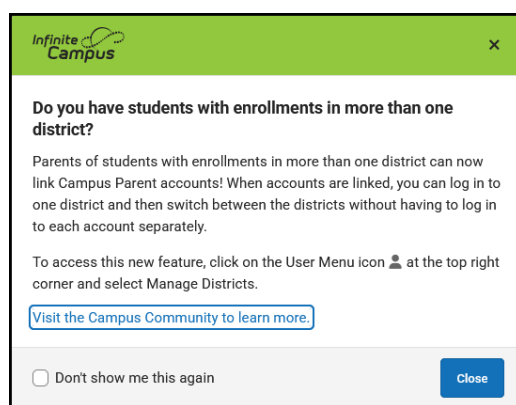 Infinite
Campus
×
Do you have students with enrollments in more than one
district?
Parents of students with enrollments in more than one district can now
link Campus Parent accounts! When accounts are linked, you can log in to
one district and then switch between the districts without having to log in
to each account separately.
To access this new feature, click on the User Menu icon at the top right
corner and select Manage Districts.
Visit the Campus Community to learn more.
Don't show me this again
Close